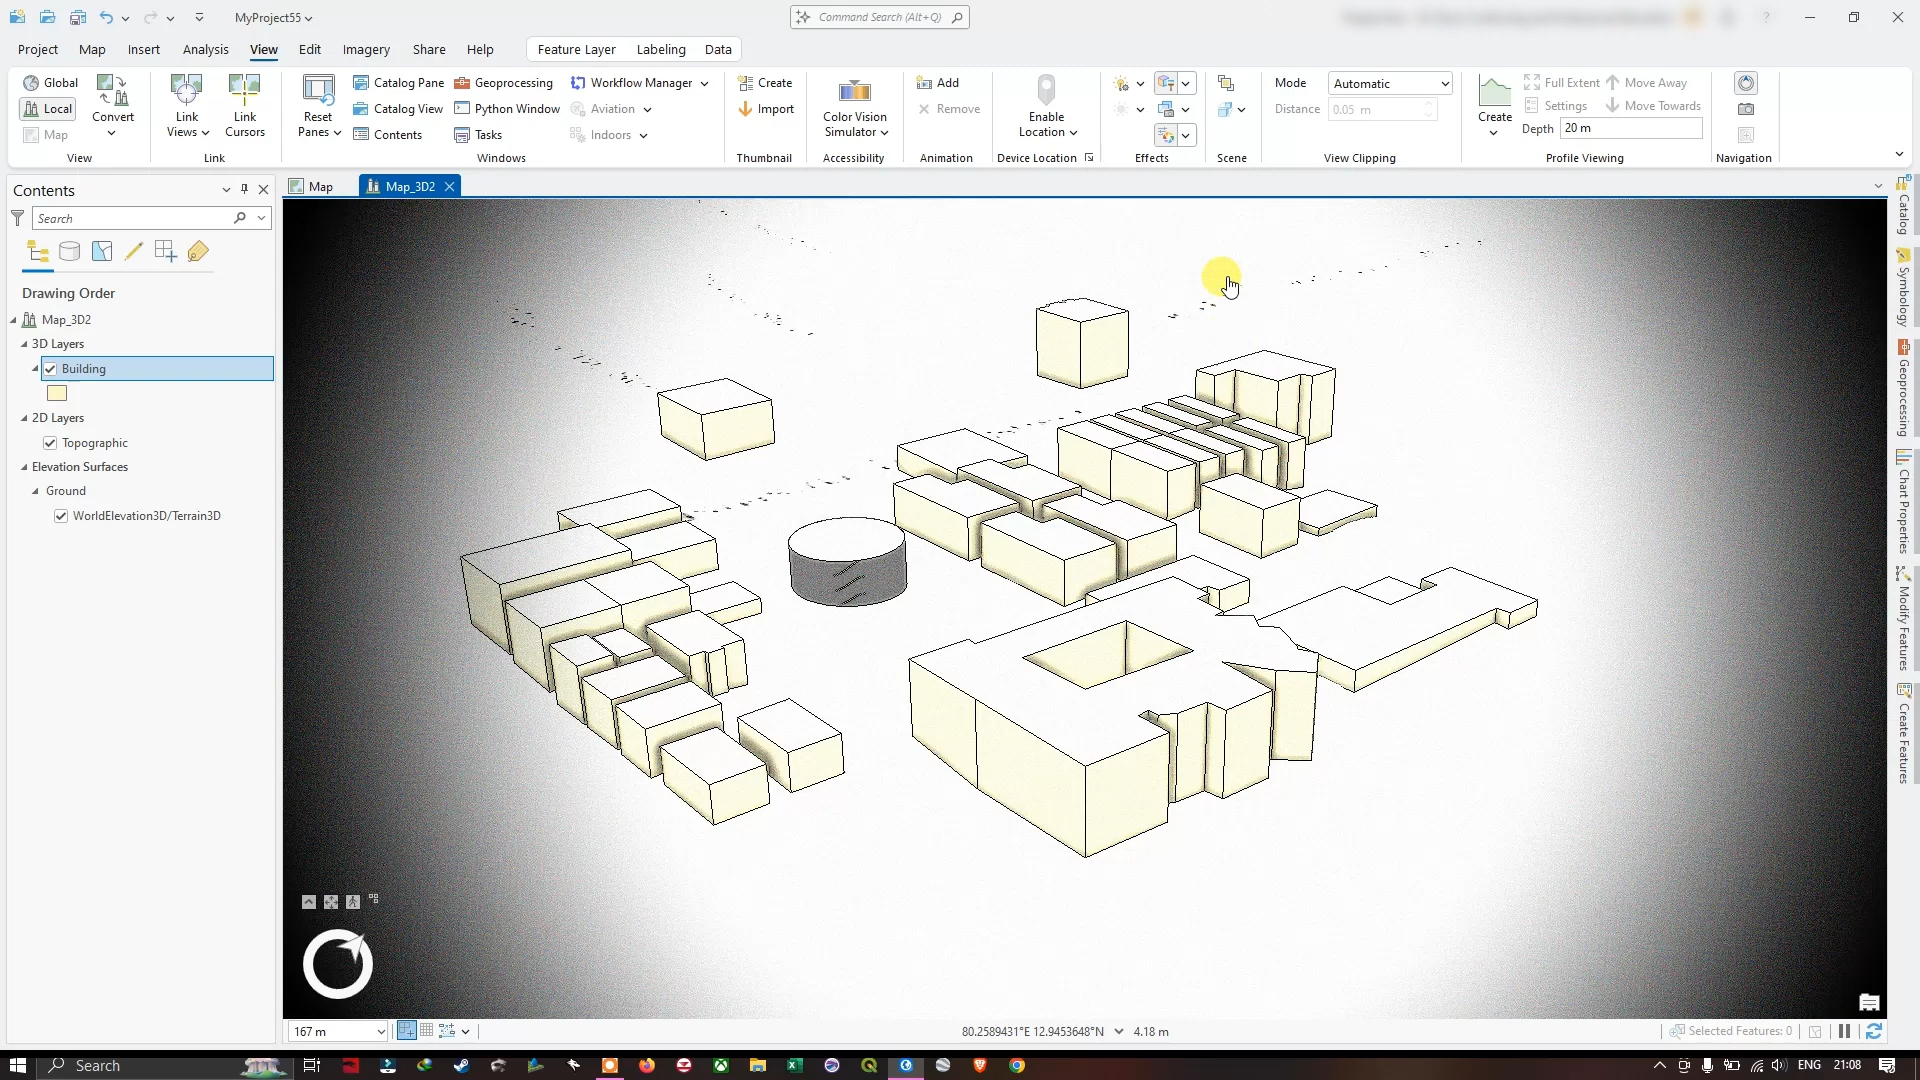 MyProject55
Command Search (Alt+Q)
Project
Map
Insert
Analysis
View
Edit
Imagery
Share
Help
Feature Layer
Labeling
Data
Global
Local
Map
Convert
View
Link Views
Link Cursors
Link
Reset Panes
Catalog Pane
Catalog View
Contents
Geoprocessing
Python Window
Tasks
Workflow Manager
Aviation
Indoors
Windows
Create
Import
Thumbnail
Color Vision Simulator
Accessibility
Add
Remove
Animation
Enable Location
Device Location
Effects
Scene
Mode
Automatic
Distance
0.05 m
View Clipping
Create
Full Extent
Settings
Move Away
Move Towards
Depth
20 m
Profile Viewing
Navigation
Contents
Search
Drawing Order
Map_3D2
3D Layers
Building
2D Layers
Topographic
Elevation Surfaces
Ground
WorldElevation3D/Terrain3D
Map
Map_3D2
Catalog
Symbology
Geoprocessing
Chart Properties
Modify Features
Create Features
167 m
80.2589431°E 12.9453648°N
4.18 m
Selected Features: 0
Search
ENG
21:08